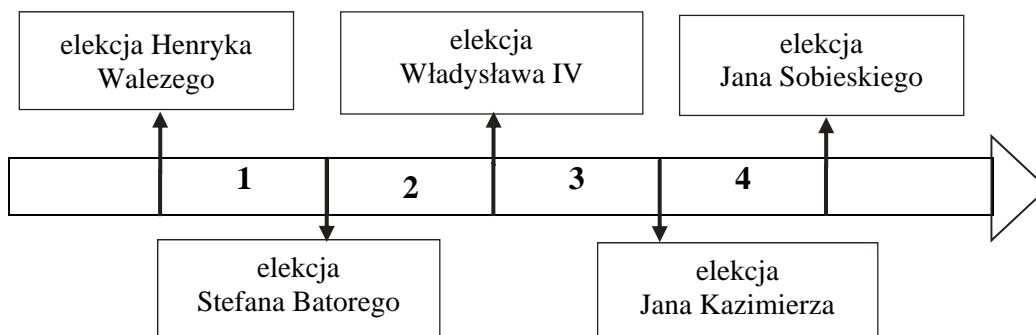 elekcja Henryka
Walezego
elekcja
Władysława IV
elekcja
Jana Sobieskiego
1
2
3
4
elekcja
Stefana Batorego
elekcja
Jana Kazimierza